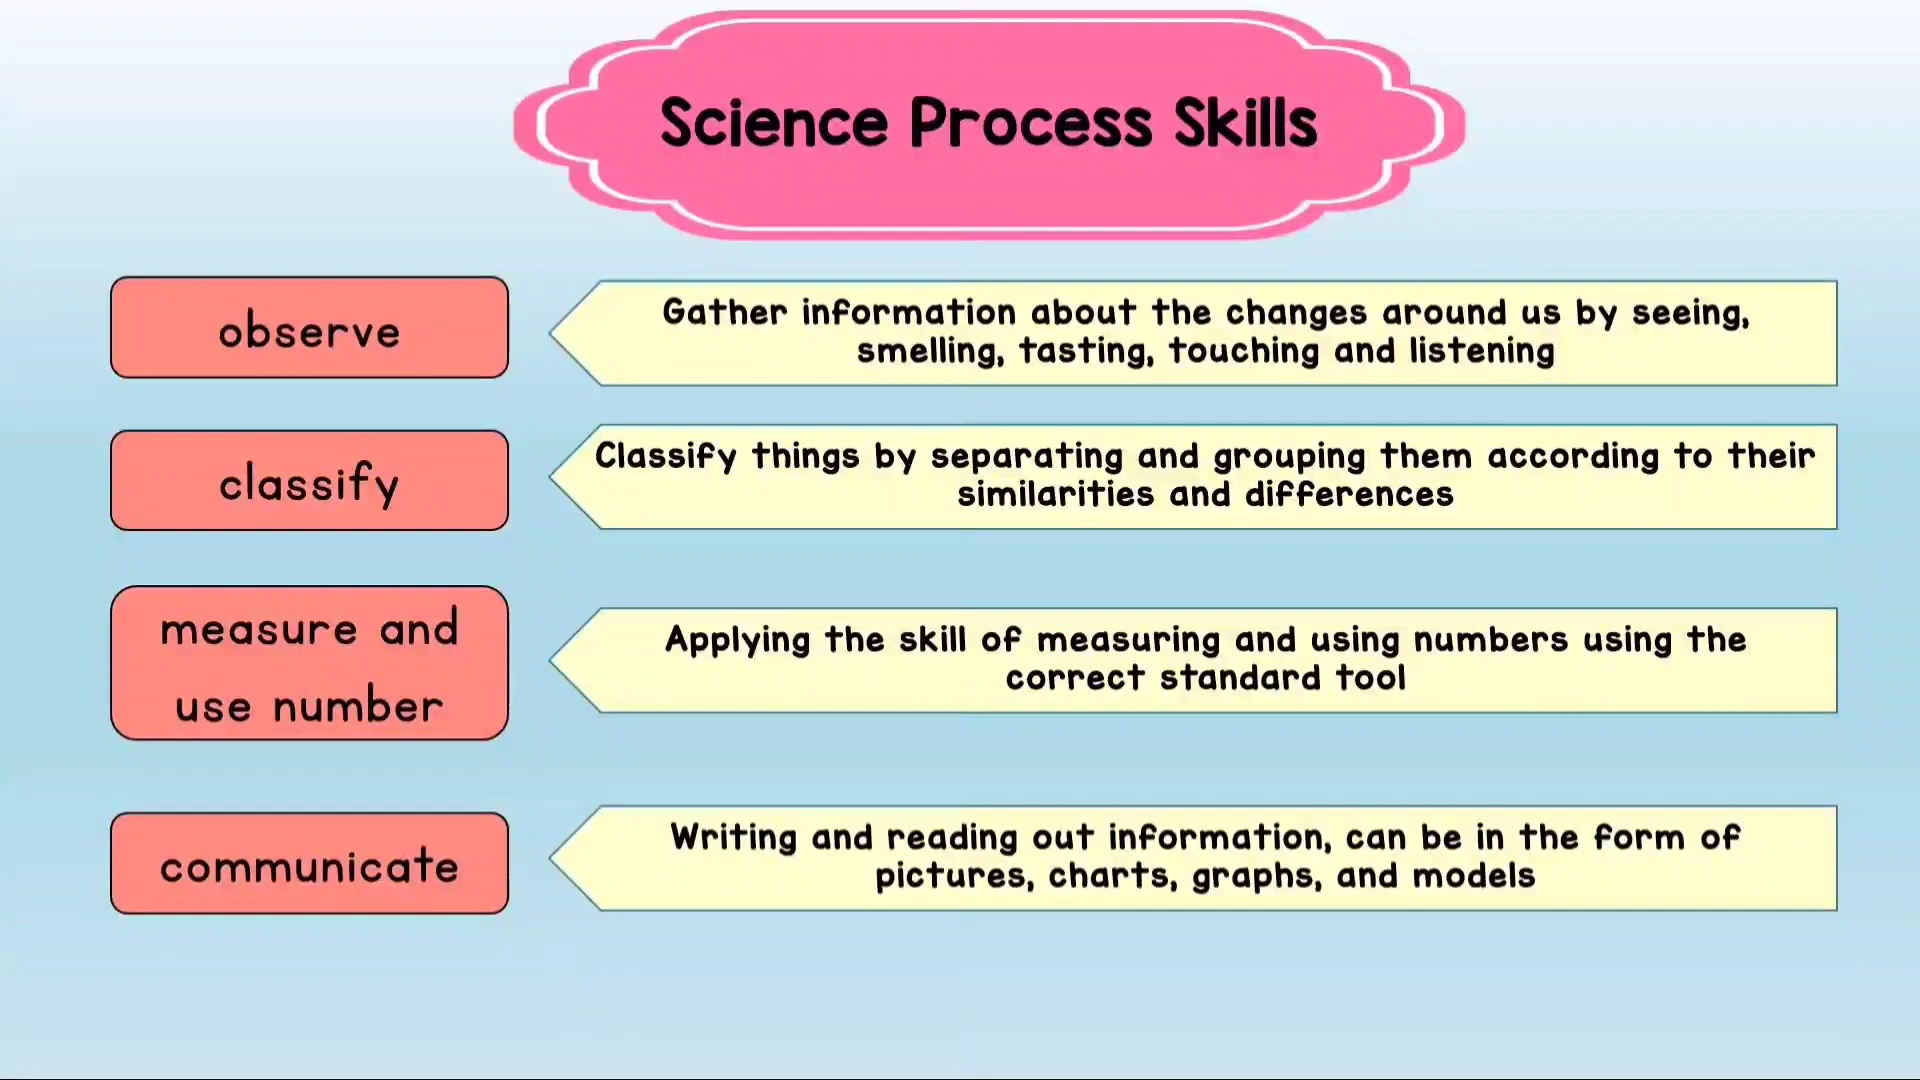 Science Process Skills
observe
Gather information about the changes around us by seeing,
smelling, tasting, touching and listening
classify
Classify things by separating and grouping them according to their
similarities and differences
measure and
use number
Applying the skill of measuring and using numbers using the
correct standard tool
communicate
Writing and reading out information, can be in the form of
pictures, charts, graphs, and models